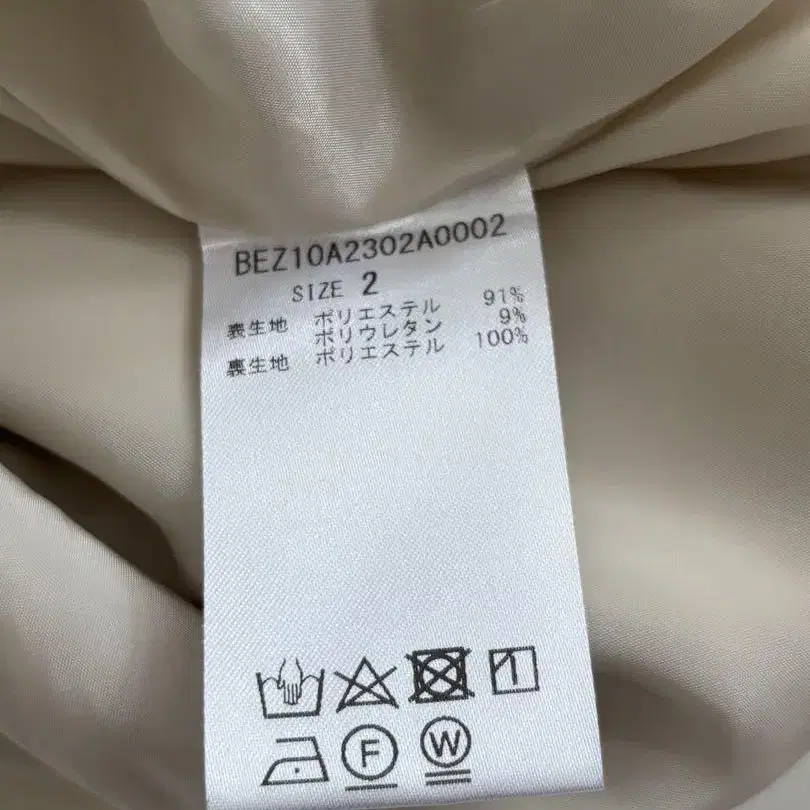 BEZ10A2302A0002
SIZE 2
表生地 ポリエステル 91%
ポリウレタン 9%
裏生地 ポリエステル 100%
F W